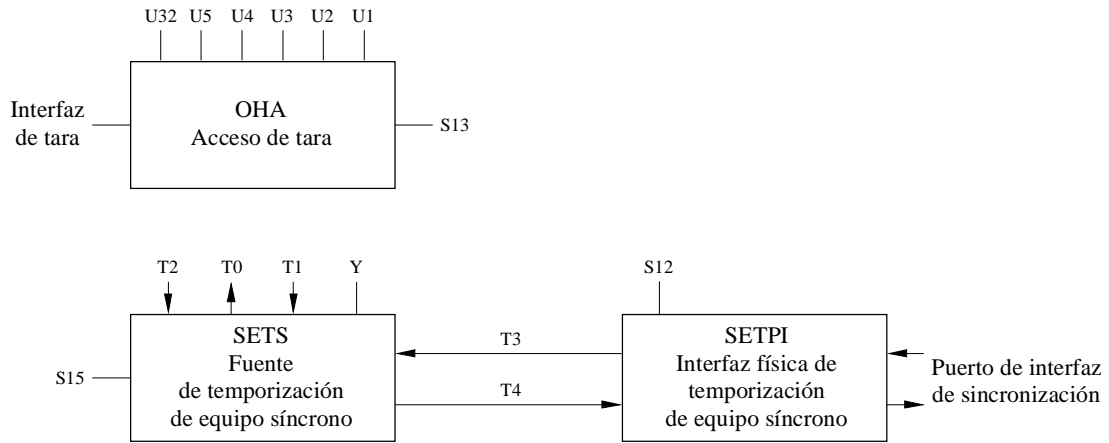 U32 U5 U4 U3 U2 U1
Interfaz
de tara
OHA
Acceso de tara
S13
T2 T0 T1 Y
S12
S15
SETS
Fuente
de temporización
de equipo síncrono
T3
T4
SETPI
Interfaz física de
temporización
de equipo síncrono
Puerto de interfaz
de sincronización